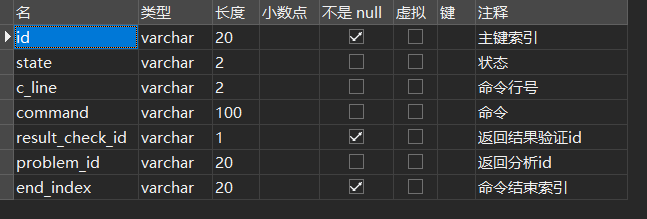 名 类型 长度 小数点 不是 null 虚拟 键 注释
id varchar 20 主键索引
state varchar 2 状态
c_line varchar 2 命令行号
command varchar 100 命令
result_check_id varchar 1 返回结果验证id
problem_id varchar 20 返回分析id
end_index varchar 20 命令结束索引